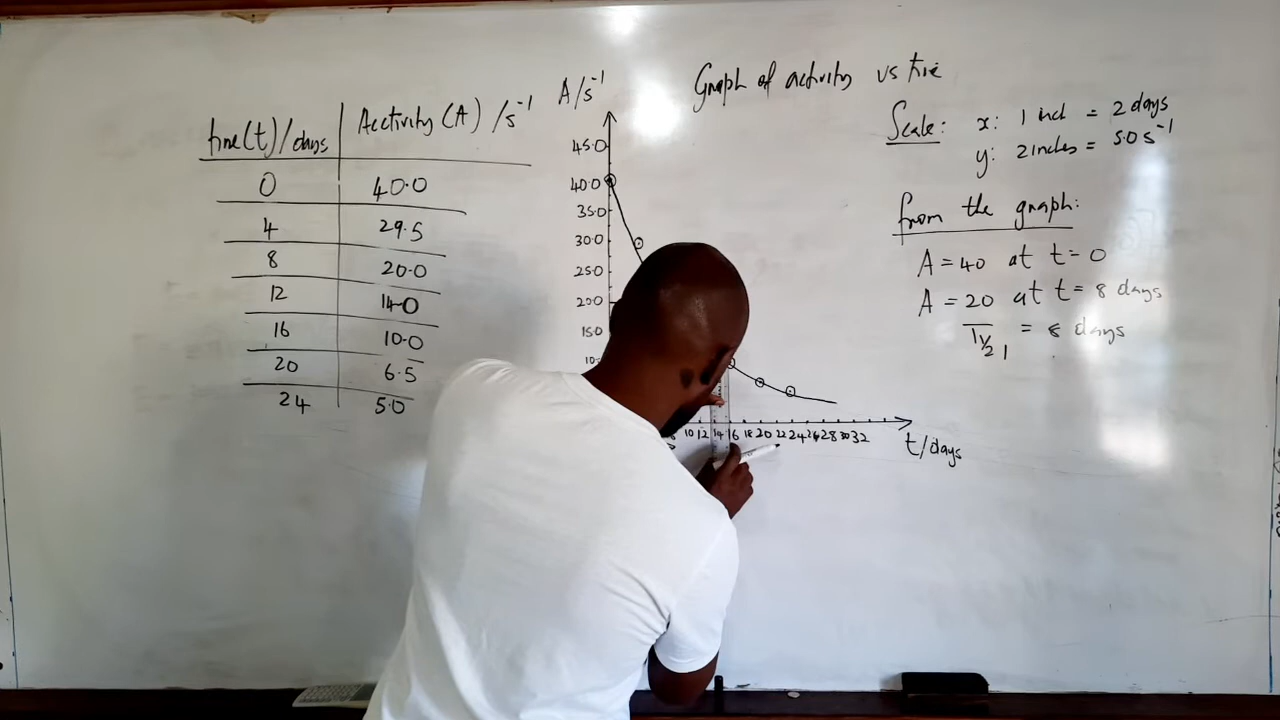 Graph of activity vs time
time(t)/days Acctivity(A) /s⁻¹
0 40.0
4 29.5
8 20.0
12 14.0
16 10.0
20 6.5
24 5.0
A/s⁻¹
45.0
40.0
35.0
30.0
25.0
20.0
15.0
10 12 14 16 18 20 22 24 26 28 30 32
t/days
Scale: x: 1 inch = 2 days
y: 2 inches = 5.0 s⁻¹
from the graph:
A = 40 at t = 0
A = 20 at t = 8 days
T½ = 8 days